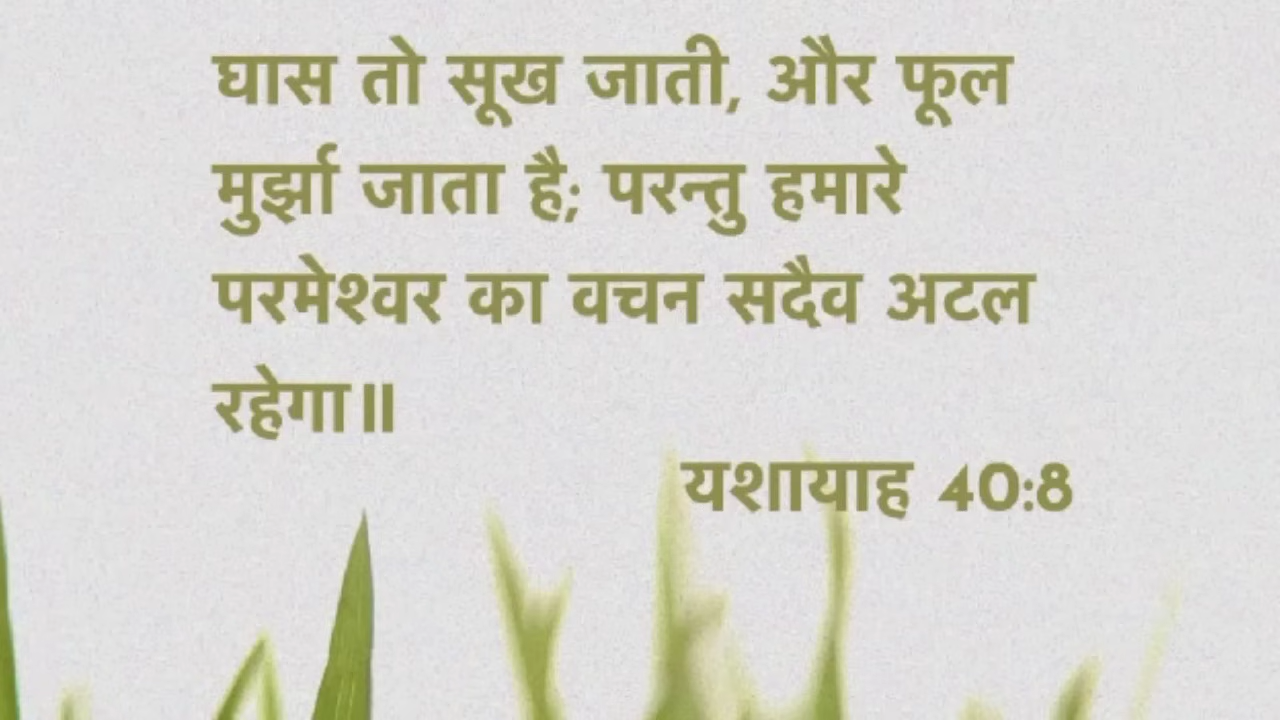 घास तो सूख जाती, और फूल
मुर्झा जाता है; परन्तु हमारे
परमेश्वर का वचन सदैव अटल
रहेगा॥
यशायाह 40:8